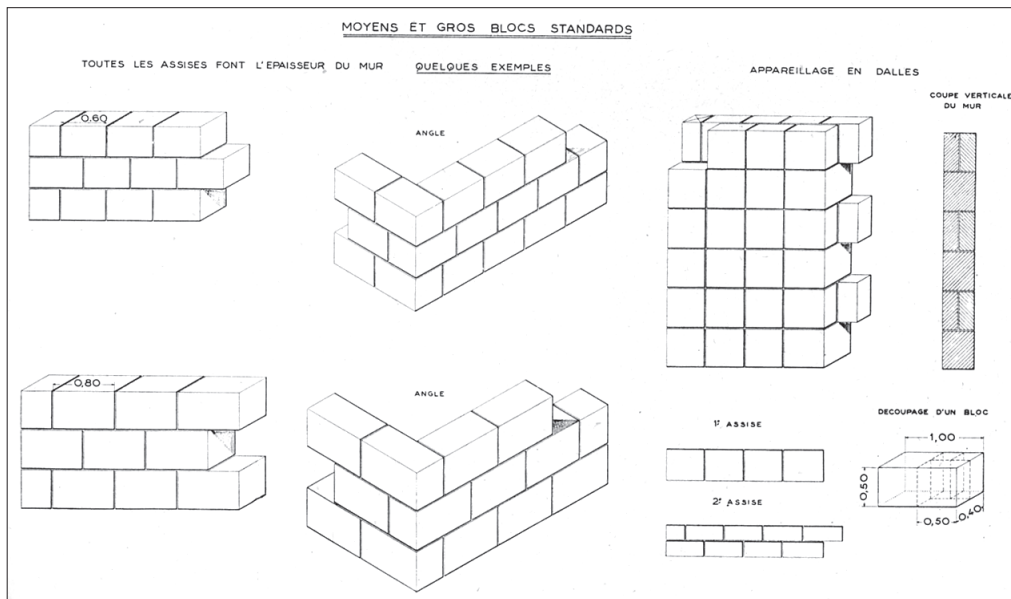 MOYENS ET GROS BLOCS STANDARDS
TOUTES LES ASSISES FONT L'EPAISSEUR DU MUR
QUELQUES EXEMPLES
0,60
ANGLE
0,80
ANGLE
APPAREILLAGE EN DALLES
COUPE VERTICALE
DU MUR
1e ASSISE
2e ASSISE
DECOUPAGE D'UN BLOC
1,00
0,50
0,50
0,40